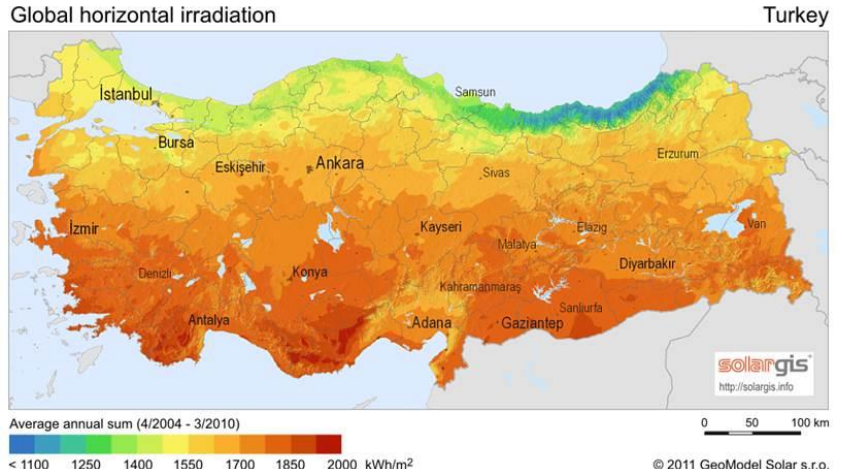 Global horizontal irradiation
Turkey
İstanbul
Samsun
Bursa
Eskişehir
Ankara
Sivas
Erzurum
İzmir
Kayseri
Elazig
Van
Malatya
Denizli
Konya
Diyarbakır
Kahramanmaraş
Sanliurfa
Antalya
Adana
Gaziantep
solargis
http://solargis.info
Average annual sum (4/2004 - 3/2010)
0 50 100 km
< 1100 1250 1400 1550 1700 1850 2000 kWh/m²
© 2011 GeoModel Solar s.r.o.